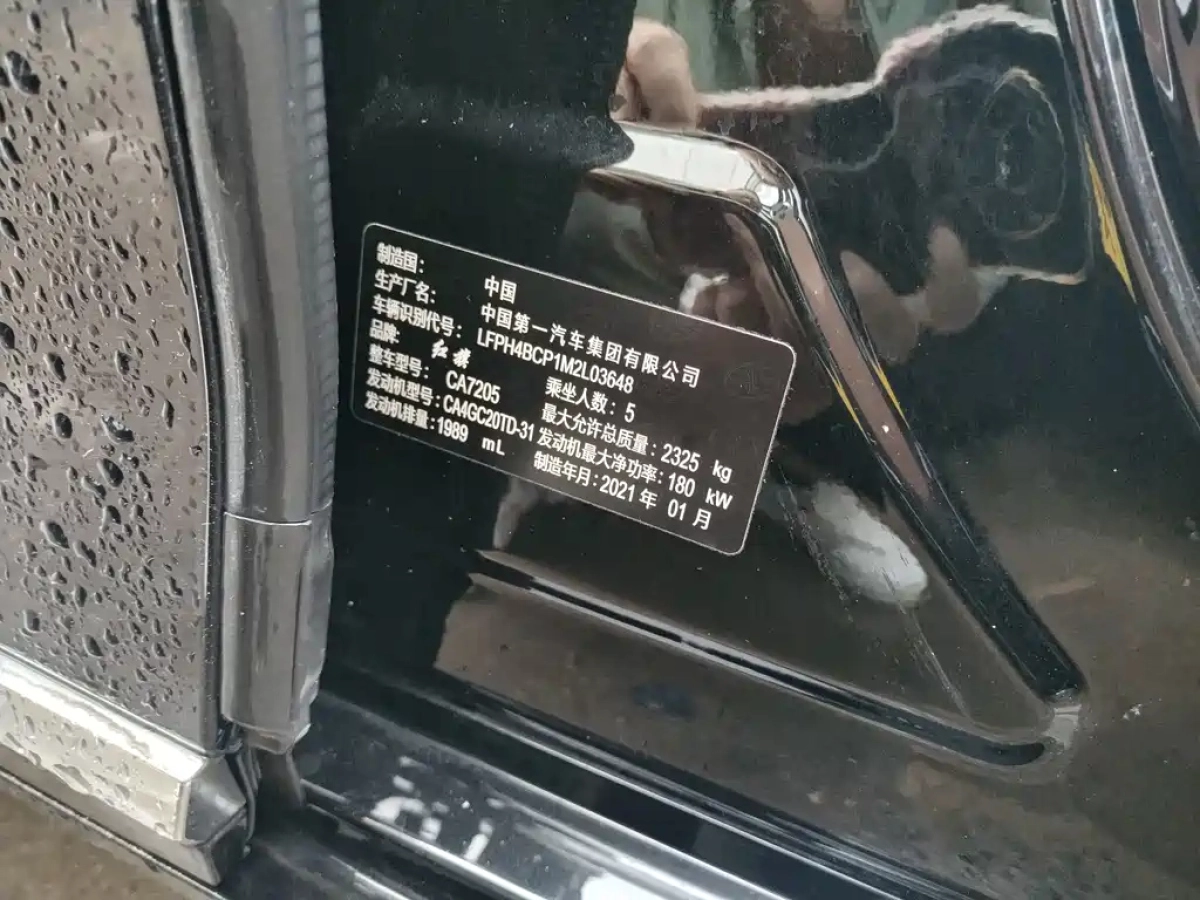 制造国： 中国
生产厂名： 中国第一汽车集团有限公司
车辆识别代号： LFPH4BCP1M2L03648
品牌： 红旗 乘坐人数：5
整车型号： CA7205 最大允许总质量：2325 kg
发动机型号：CA4GC20TD-31 发动机最大净功率：180 kW
发动机排量：1989 mL 制造年月：2021 年 01 月